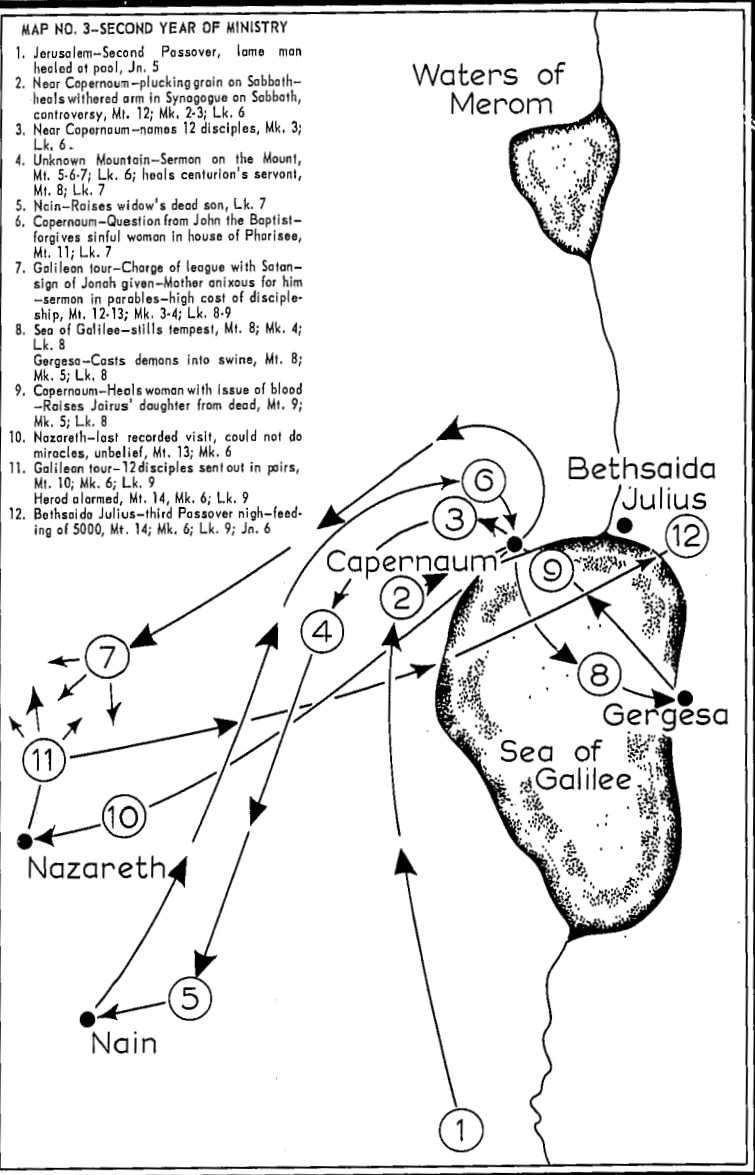 MAP NO. 3–SECOND YEAR OF MINISTRY
1. Jerusalem–Second Passover, lame man
healed at pool, Jn. 5
2. Near Capernaum–plucking grain on Sabbath–
heals withered arm in Synagogue on Sabbath,
controversy, Mt. 12; Mk. 2-3; Lk. 6
3. Near Capernaum–names 12 disciples, Mk. 3;
Lk. 6.
4. Unknown Mountain–Sermon on the Mount,
Mt. 5-6-7; Lk. 6; heals centurion's servant,
Mt. 8; Lk. 7
5. Nain–Raises widow's dead son, Lk. 7
6. Capernaum–Question from John the Baptist–
forgives sinful woman in house of Pharisee,
Mt. 11; Lk. 7
7. Galilean tour–Charge of league with Satan–
sign of Jonah given–Mother anixous for him
–sermon in parables–high cost of disciple-
ship, Mt. 12-13; Mk. 3-4; Lk. 8-9
8. Sea of Galilee–stills tempest, Mt. 8; Mk. 4;
Lk. 8
Gergesa–Casts demons into swine, Mt. 8;
Mk. 5; Lk. 8
9. Capernaum–Heals woman with issue of blood
–Raises Jairus' daughter from dead, Mt. 9;
Mk. 5; Lk. 8
10. Nazareth–last recorded visit, could not do
miracles, unbelief, Mt. 13; Mk. 6
11. Galilean tour–12 disciples sent out in pairs,
Mt. 10; Mk. 6; Lk. 9
Herod alarmed, Mt. 14, Mk. 6; Lk. 9
12. Bethsaida Julius–third Passover nigh–feed-
ing of 5000, Mt. 14; Mk. 6; Lk. 9; Jn. 6
Waters of
Merom
Bethsaida
Julius
12
6
3
Capernaum
9
2
4
7
8
Gergesa
11
Sea of
Galilee
10
Nazareth
5
Nain
1